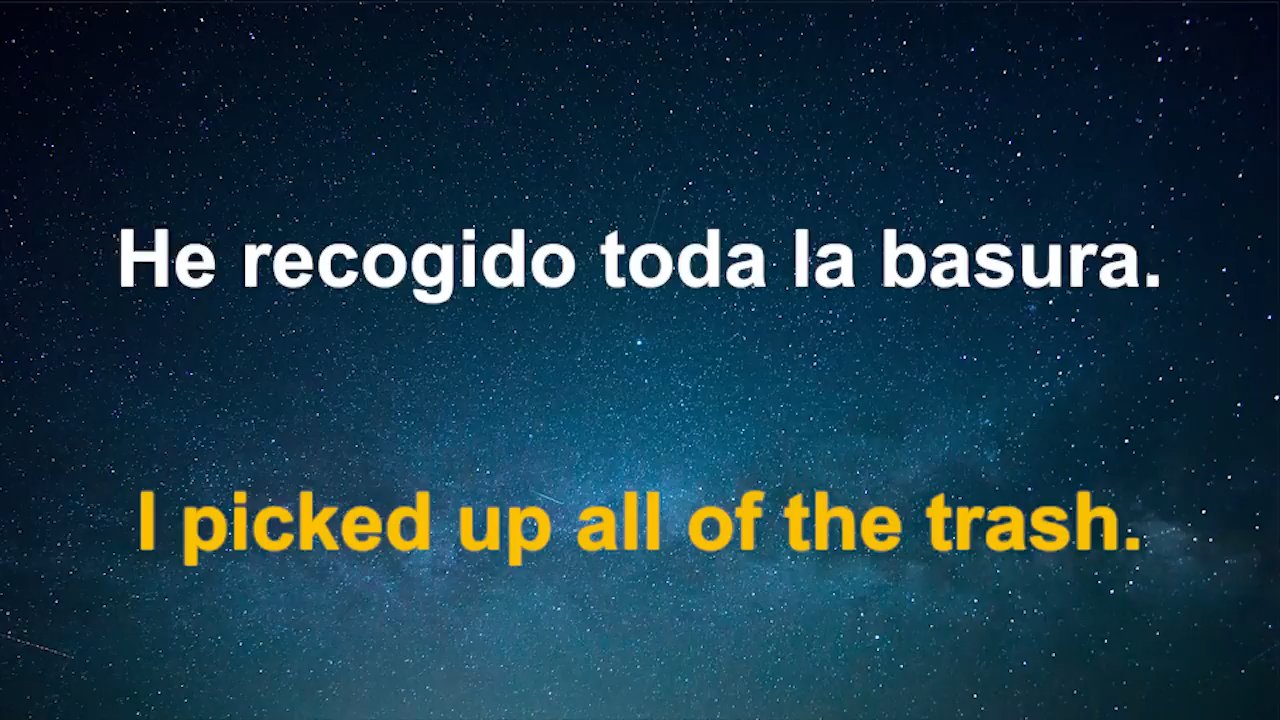 He recogido toda la basura.
I picked up all of the trash.